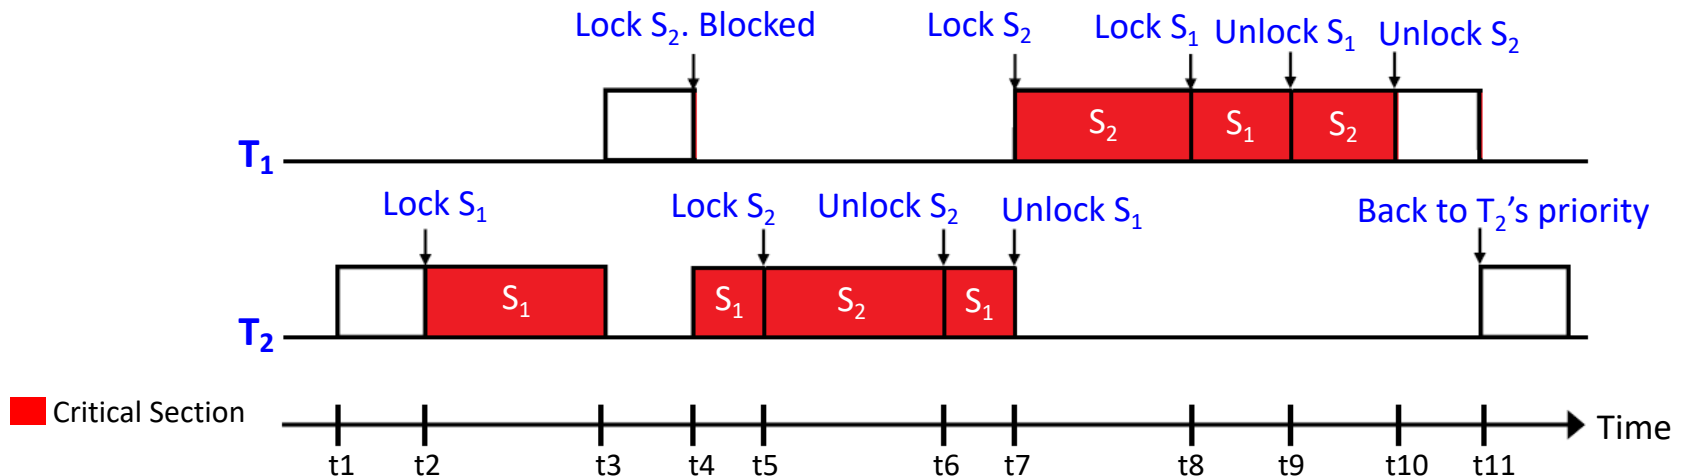 Lock S₂. Blocked Lock S₂ Lock S₁ Unlock S₁ Unlock S₂
S₂ S₁ S₂
T₁
Lock S₁ Lock S₂ Unlock S₂ Unlock S₁ Back to T₂’s priority
S₁ S₁ S₂ S₁
T₂
Critical Section
Time
t1 t2 t3 t4 t5 t6 t7 t8 t9 t10 t11